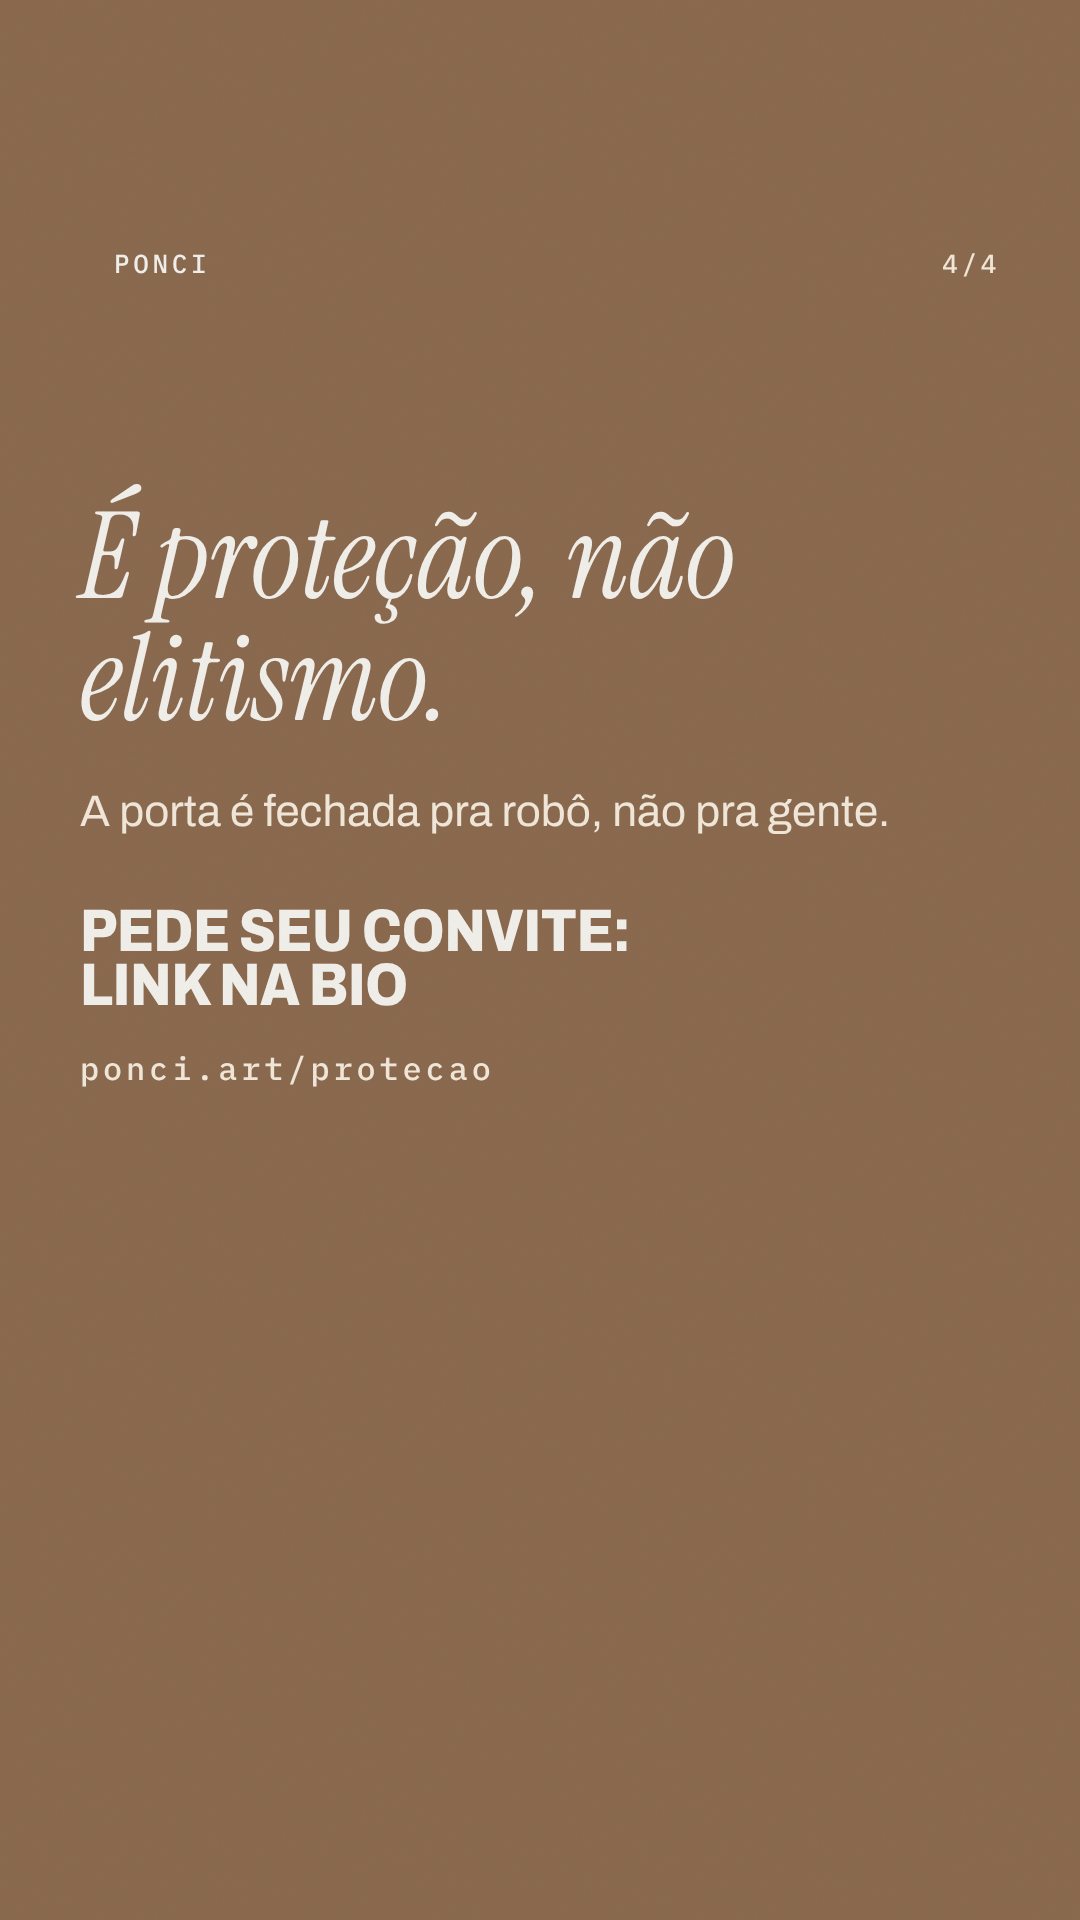 PONCI
4/4
É proteção, não
elitismo.
A porta é fechada pra robô, não pra gente.
PEDE SEU CONVITE:
LINK NA BIO
ponci.art/protecao